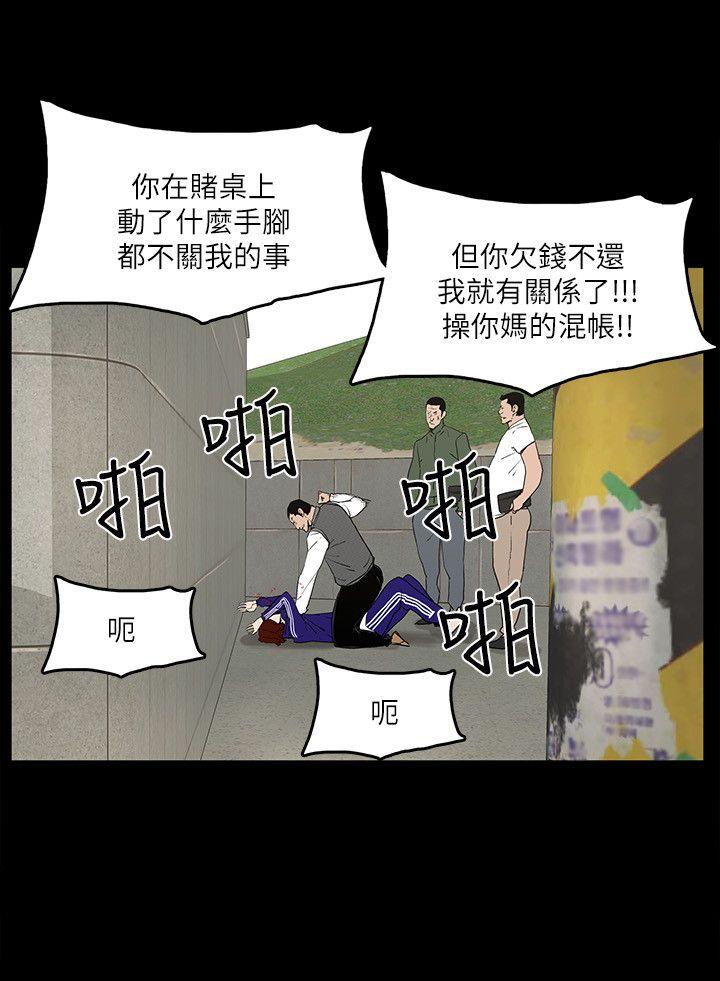 你在賭桌上
動了什麼手腳
都不關我的事
但你欠錢不還
我就有關係了!!!
操你媽的混帳!!
啪
啪
啪
啪
呃
呃